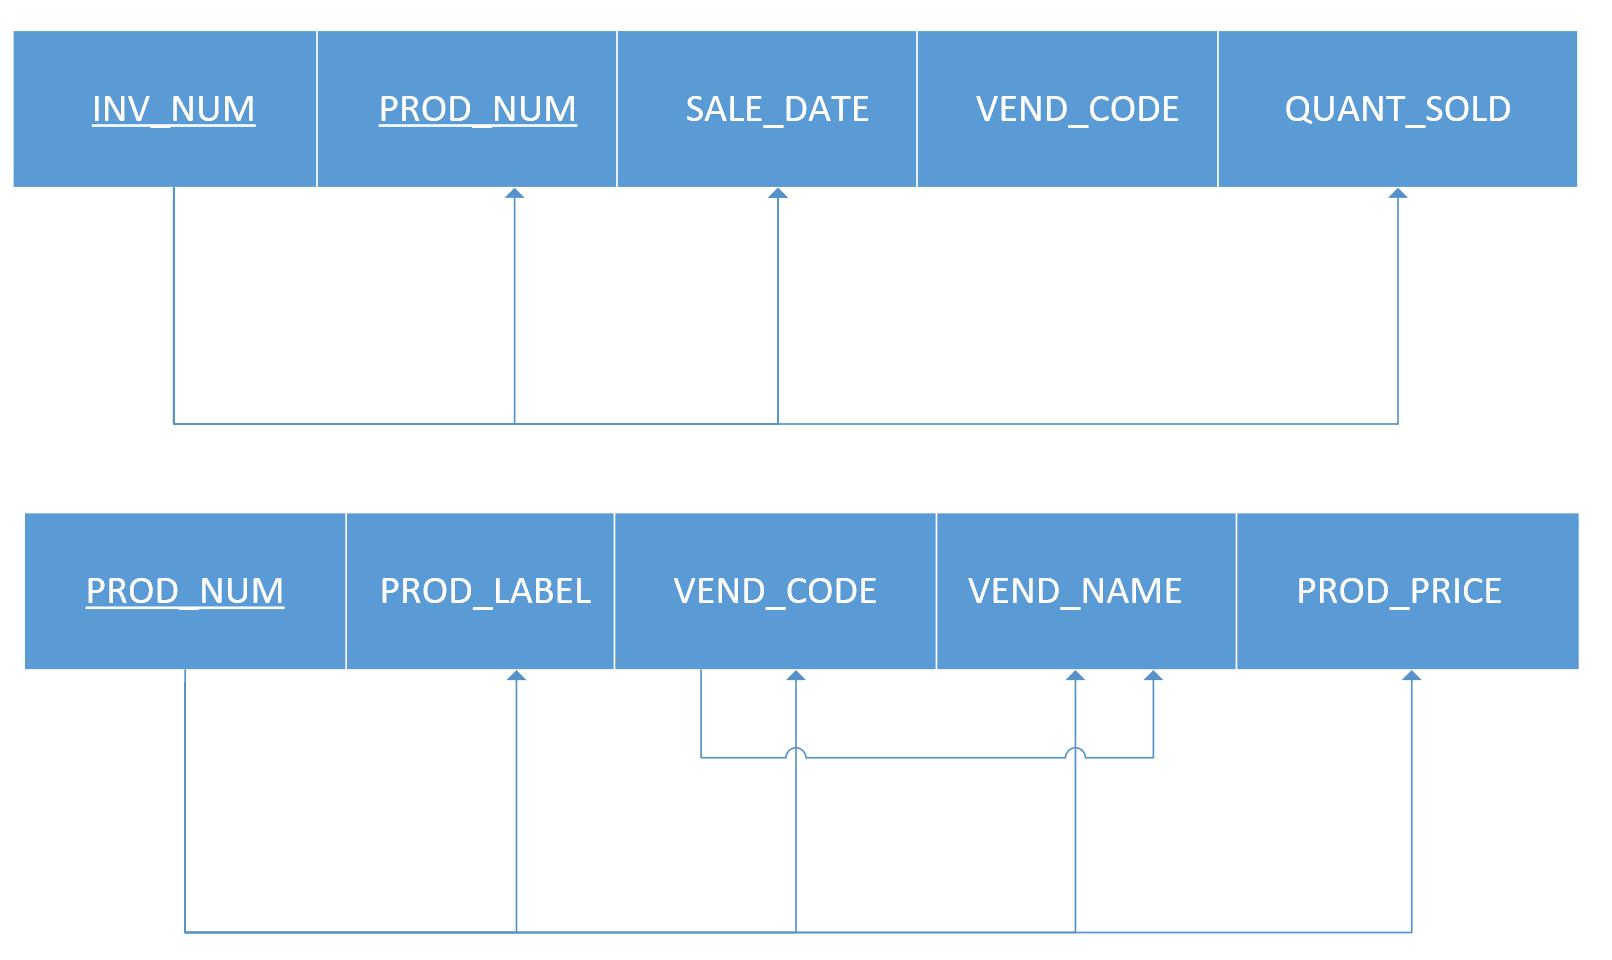 INV_NUM PROD_NUM SALE_DATE VEND_CODE QUANT_SOLD
PROD_NUM PROD_LABEL VEND_CODE VEND_NAME PROD_PRICE